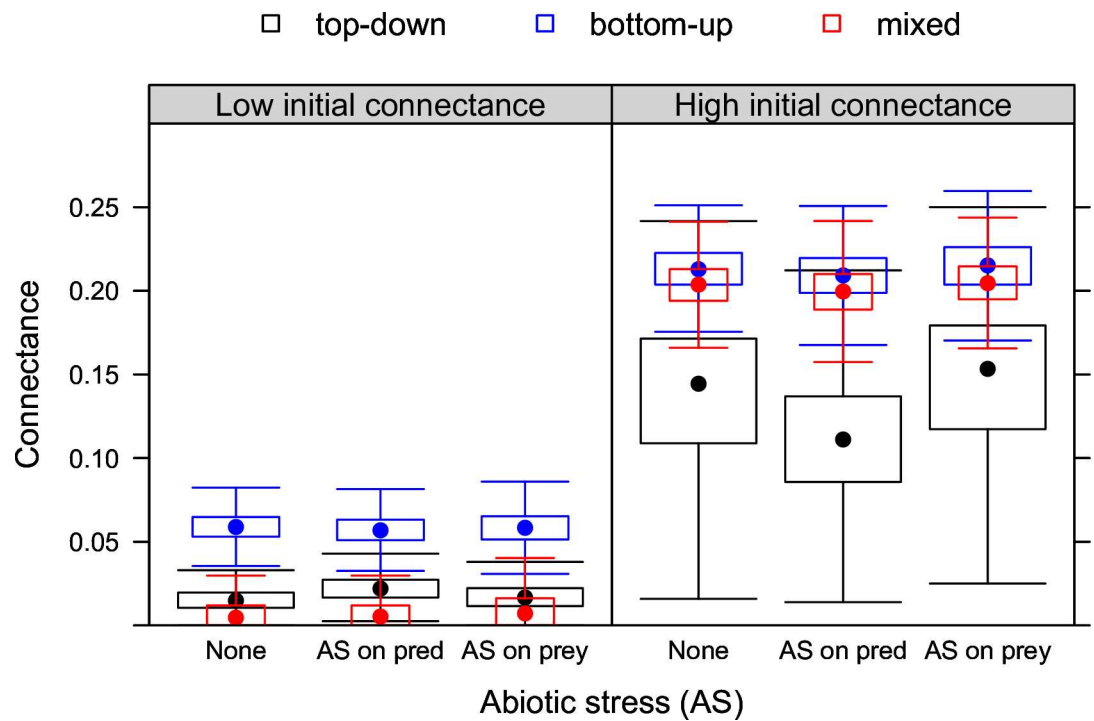 top-down bottom-up mixed
Low initial connectance High initial connectance
Connectance
0.25
0.20
0.15
0.10
0.05
None AS on pred AS on prey None AS on pred AS on prey
Abiotic stress (AS)